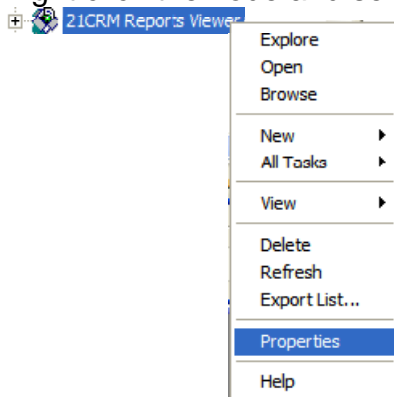 21CRM Reports Viewer
Explore
Open
Browse
New
All Tasks
View
Delete
Refresh
Export List...
Properties
Help